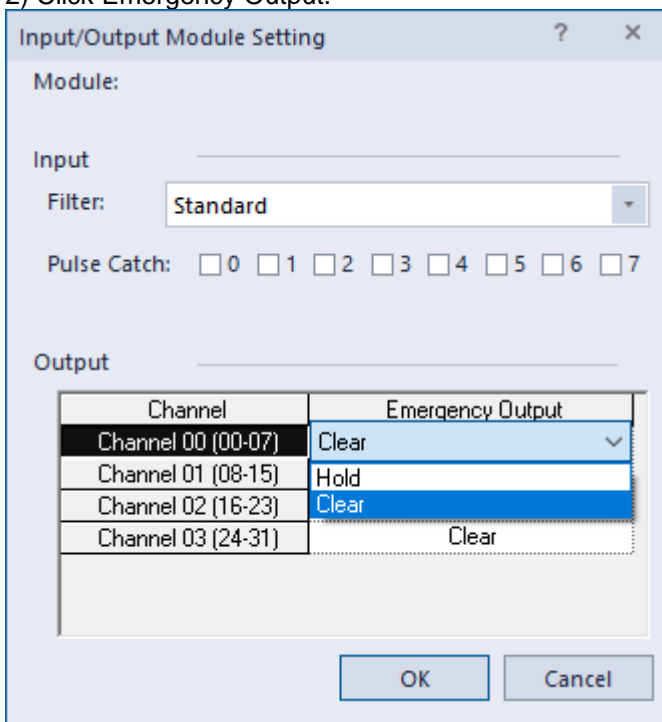 2) Click Emergency Output.
Input/Output Module Setting ? ×
Module:
Input
Filter: Standard
Pulse Catch: 0 1 2 3 4 5 6 7
Output
Channel Emergency Output
Channel 00 (00-07) Clear
Channel 01 (08-15) Hold
Channel 02 (16-23) Clear
Channel 03 (24-31) Clear
OK Cancel